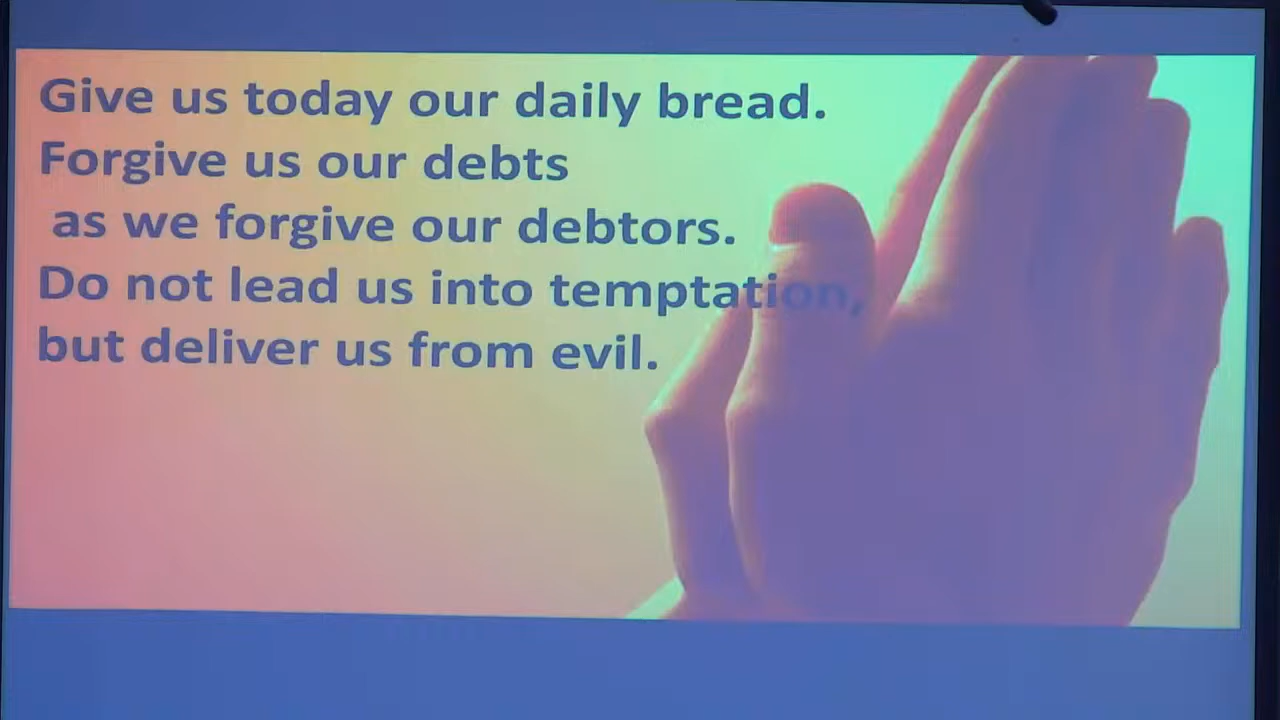 Give us today our daily bread.
Forgive us our debts
as we forgive our debtors.
Do not lead us into temptation,
but deliver us from evil.